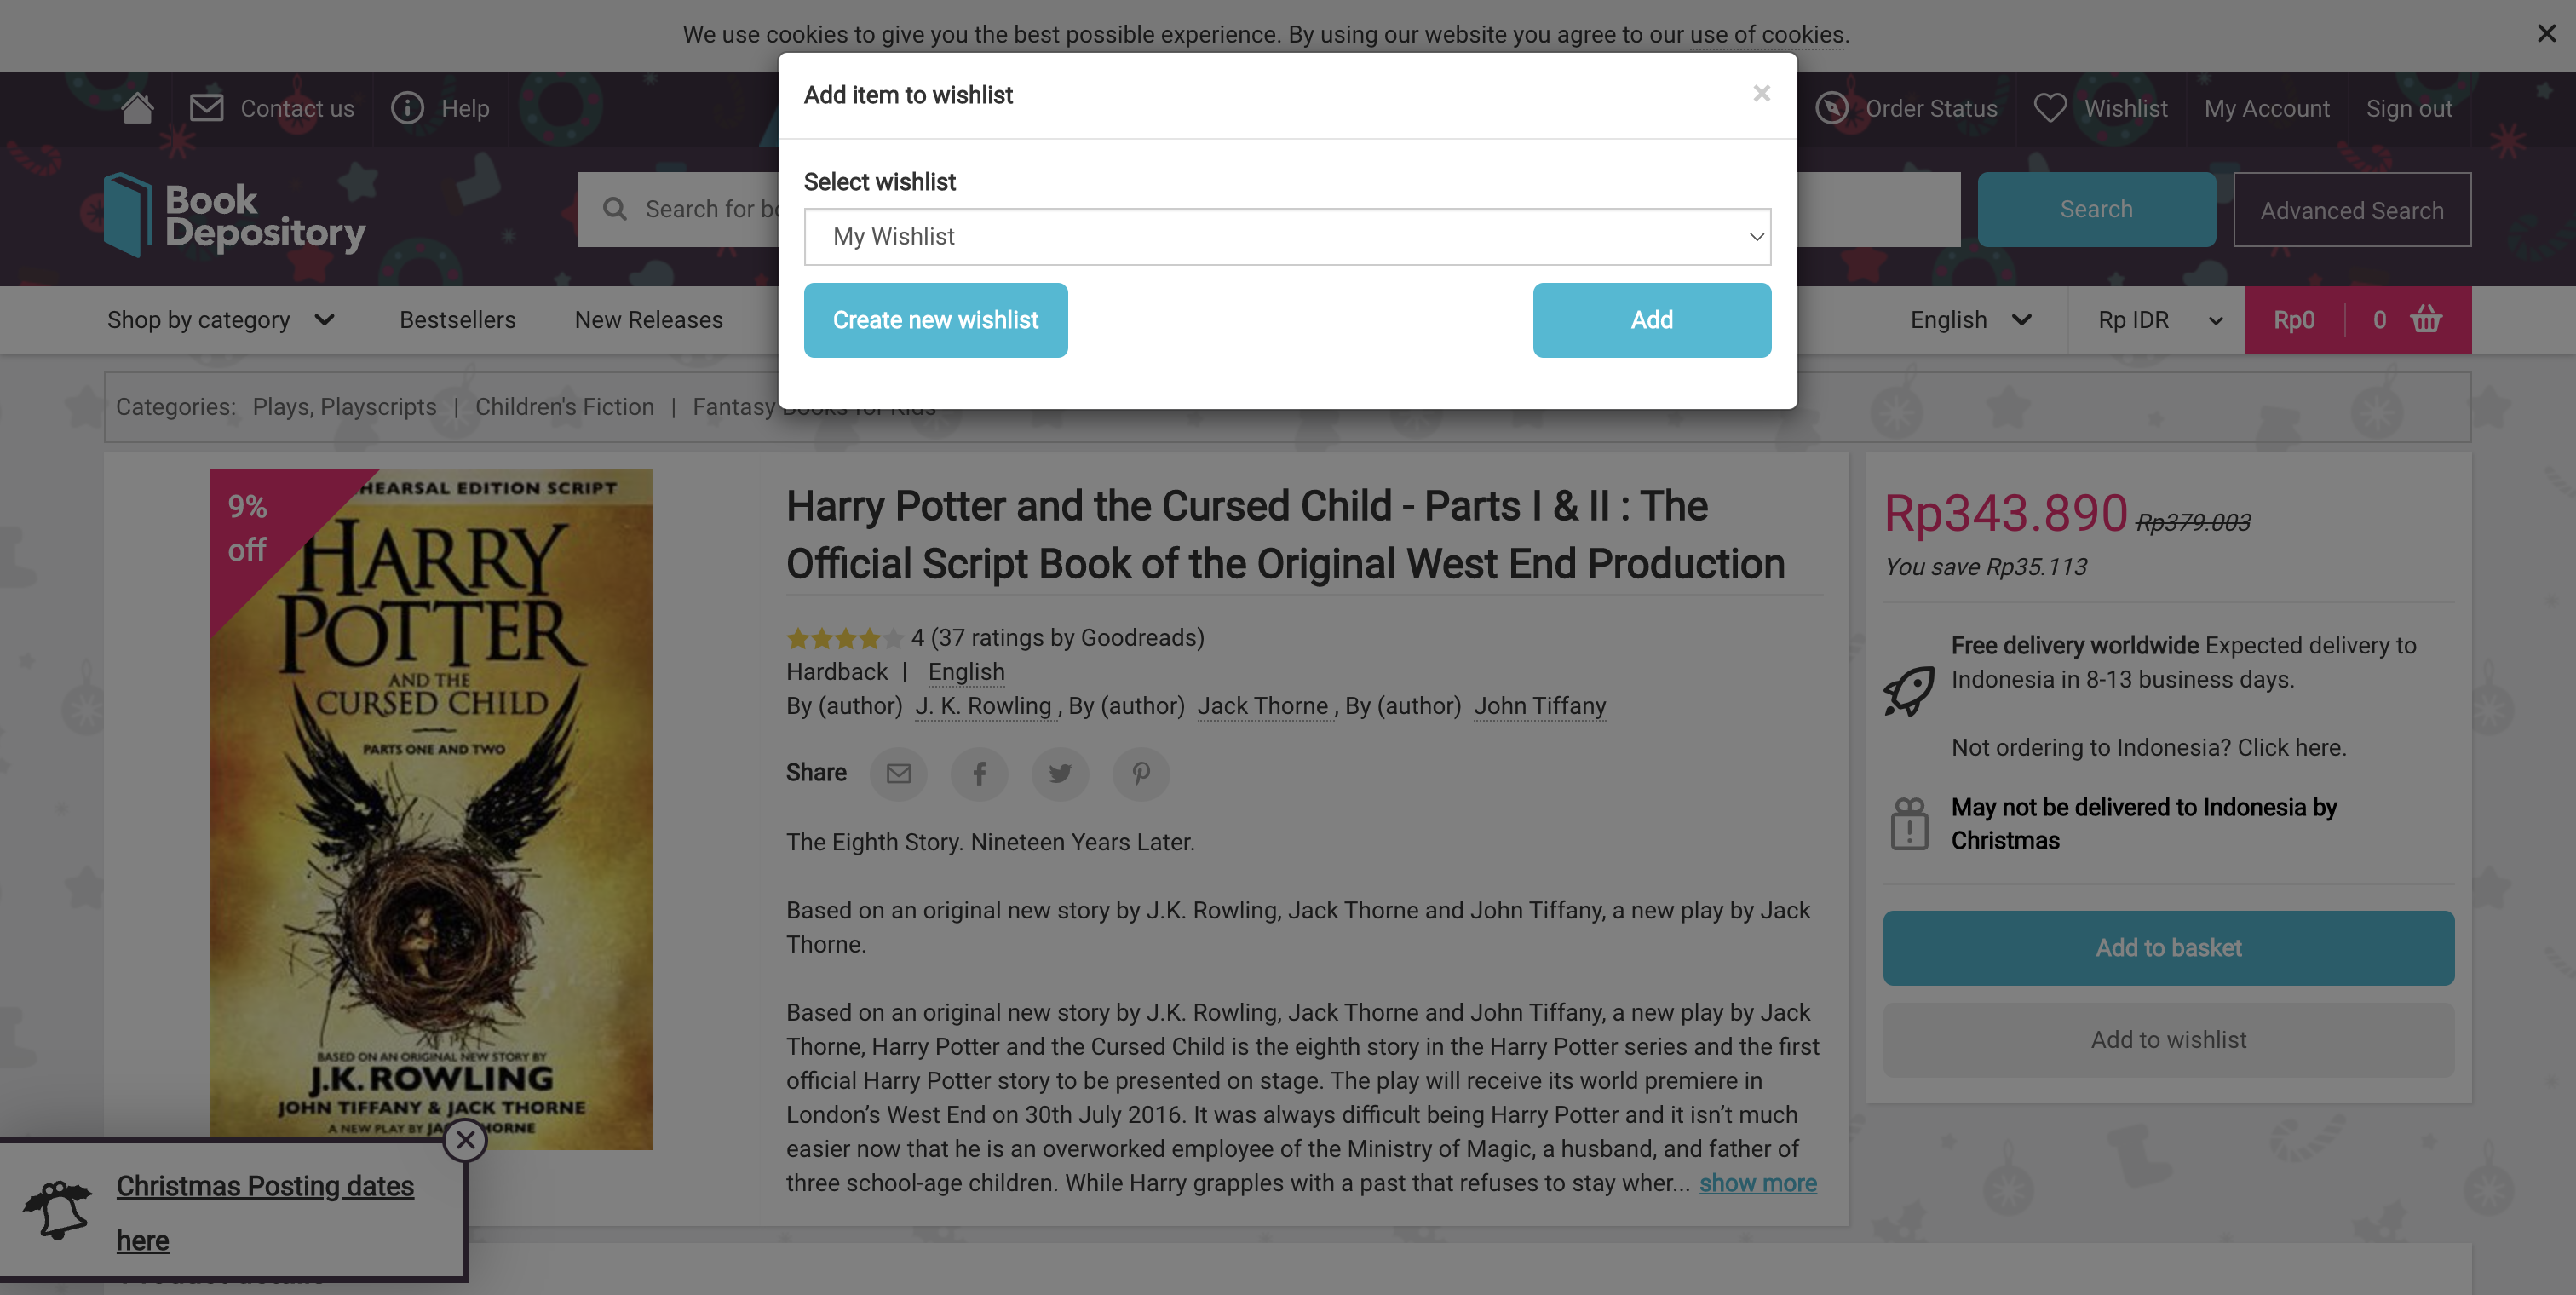 We use cookies to give you the best possible experience. By using our website you agree to our use of cookies.
Contact us
Help
Order Status
Wishlist
My Account
Sign out
Add item to wishlist
Select wishlist
My Wishlist
Create new wishlist
Add
Book
Depository
Search for
Search
Advanced Search
Shop by category
Bestsellers
New Releases
English
Rp IDR
Rp0
0
Categories: Plays, Playscripts | Children's Fiction | Fantasy Books for Kids
9%
off
HEARSAL EDITION SCRIPT
HARRY
POTTER
AND THE
CURSED CHILD
PARTS ONE AND TWO
BASED ON AN ORIGINAL NEW STORY BY
J.K. ROWLING
JOHN TIFFANY & JACK THORNE
A NEW PLAY BY JA HORNE
Harry Potter and the Cursed Child - Parts I & II : The
Official Script Book of the Original West End Production
4 (37 ratings by Goodreads)
Hardback | English
By (author) J. K. Rowling , By (author) Jack Thorne , By (author) John Tiffany
Share
The Eighth Story. Nineteen Years Later.
Based on an original new story by J.K. Rowling, Jack Thorne and John Tiffany, a new play by Jack
Thorne.
Based on an original new story by J.K. Rowling, Jack Thorne and John Tiffany, a new play by Jack
Thorne, Harry Potter and the Cursed Child is the eighth story in the Harry Potter series and the first
official Harry Potter story to be presented on stage. The play will receive its world premiere in
London’s West End on 30th July 2016. It was always difficult being Harry Potter and it isn’t much
easier now that he is an overworked employee of the Ministry of Magic, a husband, and father of
three school-age children. While Harry grapples with a past that refuses to stay wher... show more
Rp343.890 Rp379.003
You save Rp35.113
Free delivery worldwide Expected delivery to
Indonesia in 8-13 business days.
Not ordering to Indonesia? Click here.
May not be delivered to Indonesia by
Christmas
Add to basket
Add to wishlist
Christmas Posting dates
here